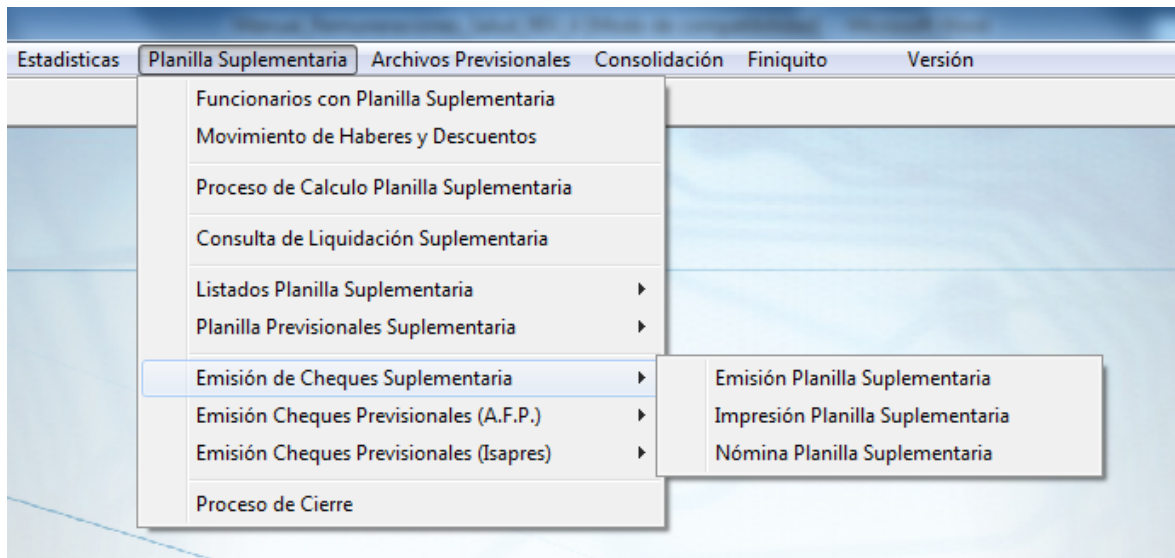 Estadisticas Planilla Suplementaria Archivos Previsionales Consolidación Finiquito Versión
Funcionarios con Planilla Suplementaria
Movimiento de Haberes y Descuentos
Proceso de Calculo Planilla Suplementaria
Consulta de Liquidación Suplementaria
Listados Planilla Suplementaria
Planilla Previsionales Suplementaria
Emisión de Cheques Suplementaria
Emisión Cheques Previsionales (A.F.P.)
Emisión Cheques Previsionales (Isapres)
Proceso de Cierre
Emisión Planilla Suplementaria
Impresión Planilla Suplementaria
Nómina Planilla Suplementaria